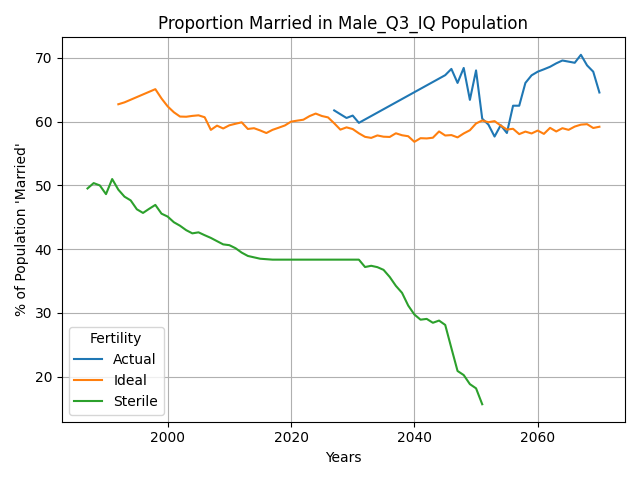 Proportion Married in Male_Q3_IQ Population
% of Population 'Married'
70
60
50
40
30
20
Fertility
Actual
Ideal
Sterile
2000
2020
2040
2060
Years